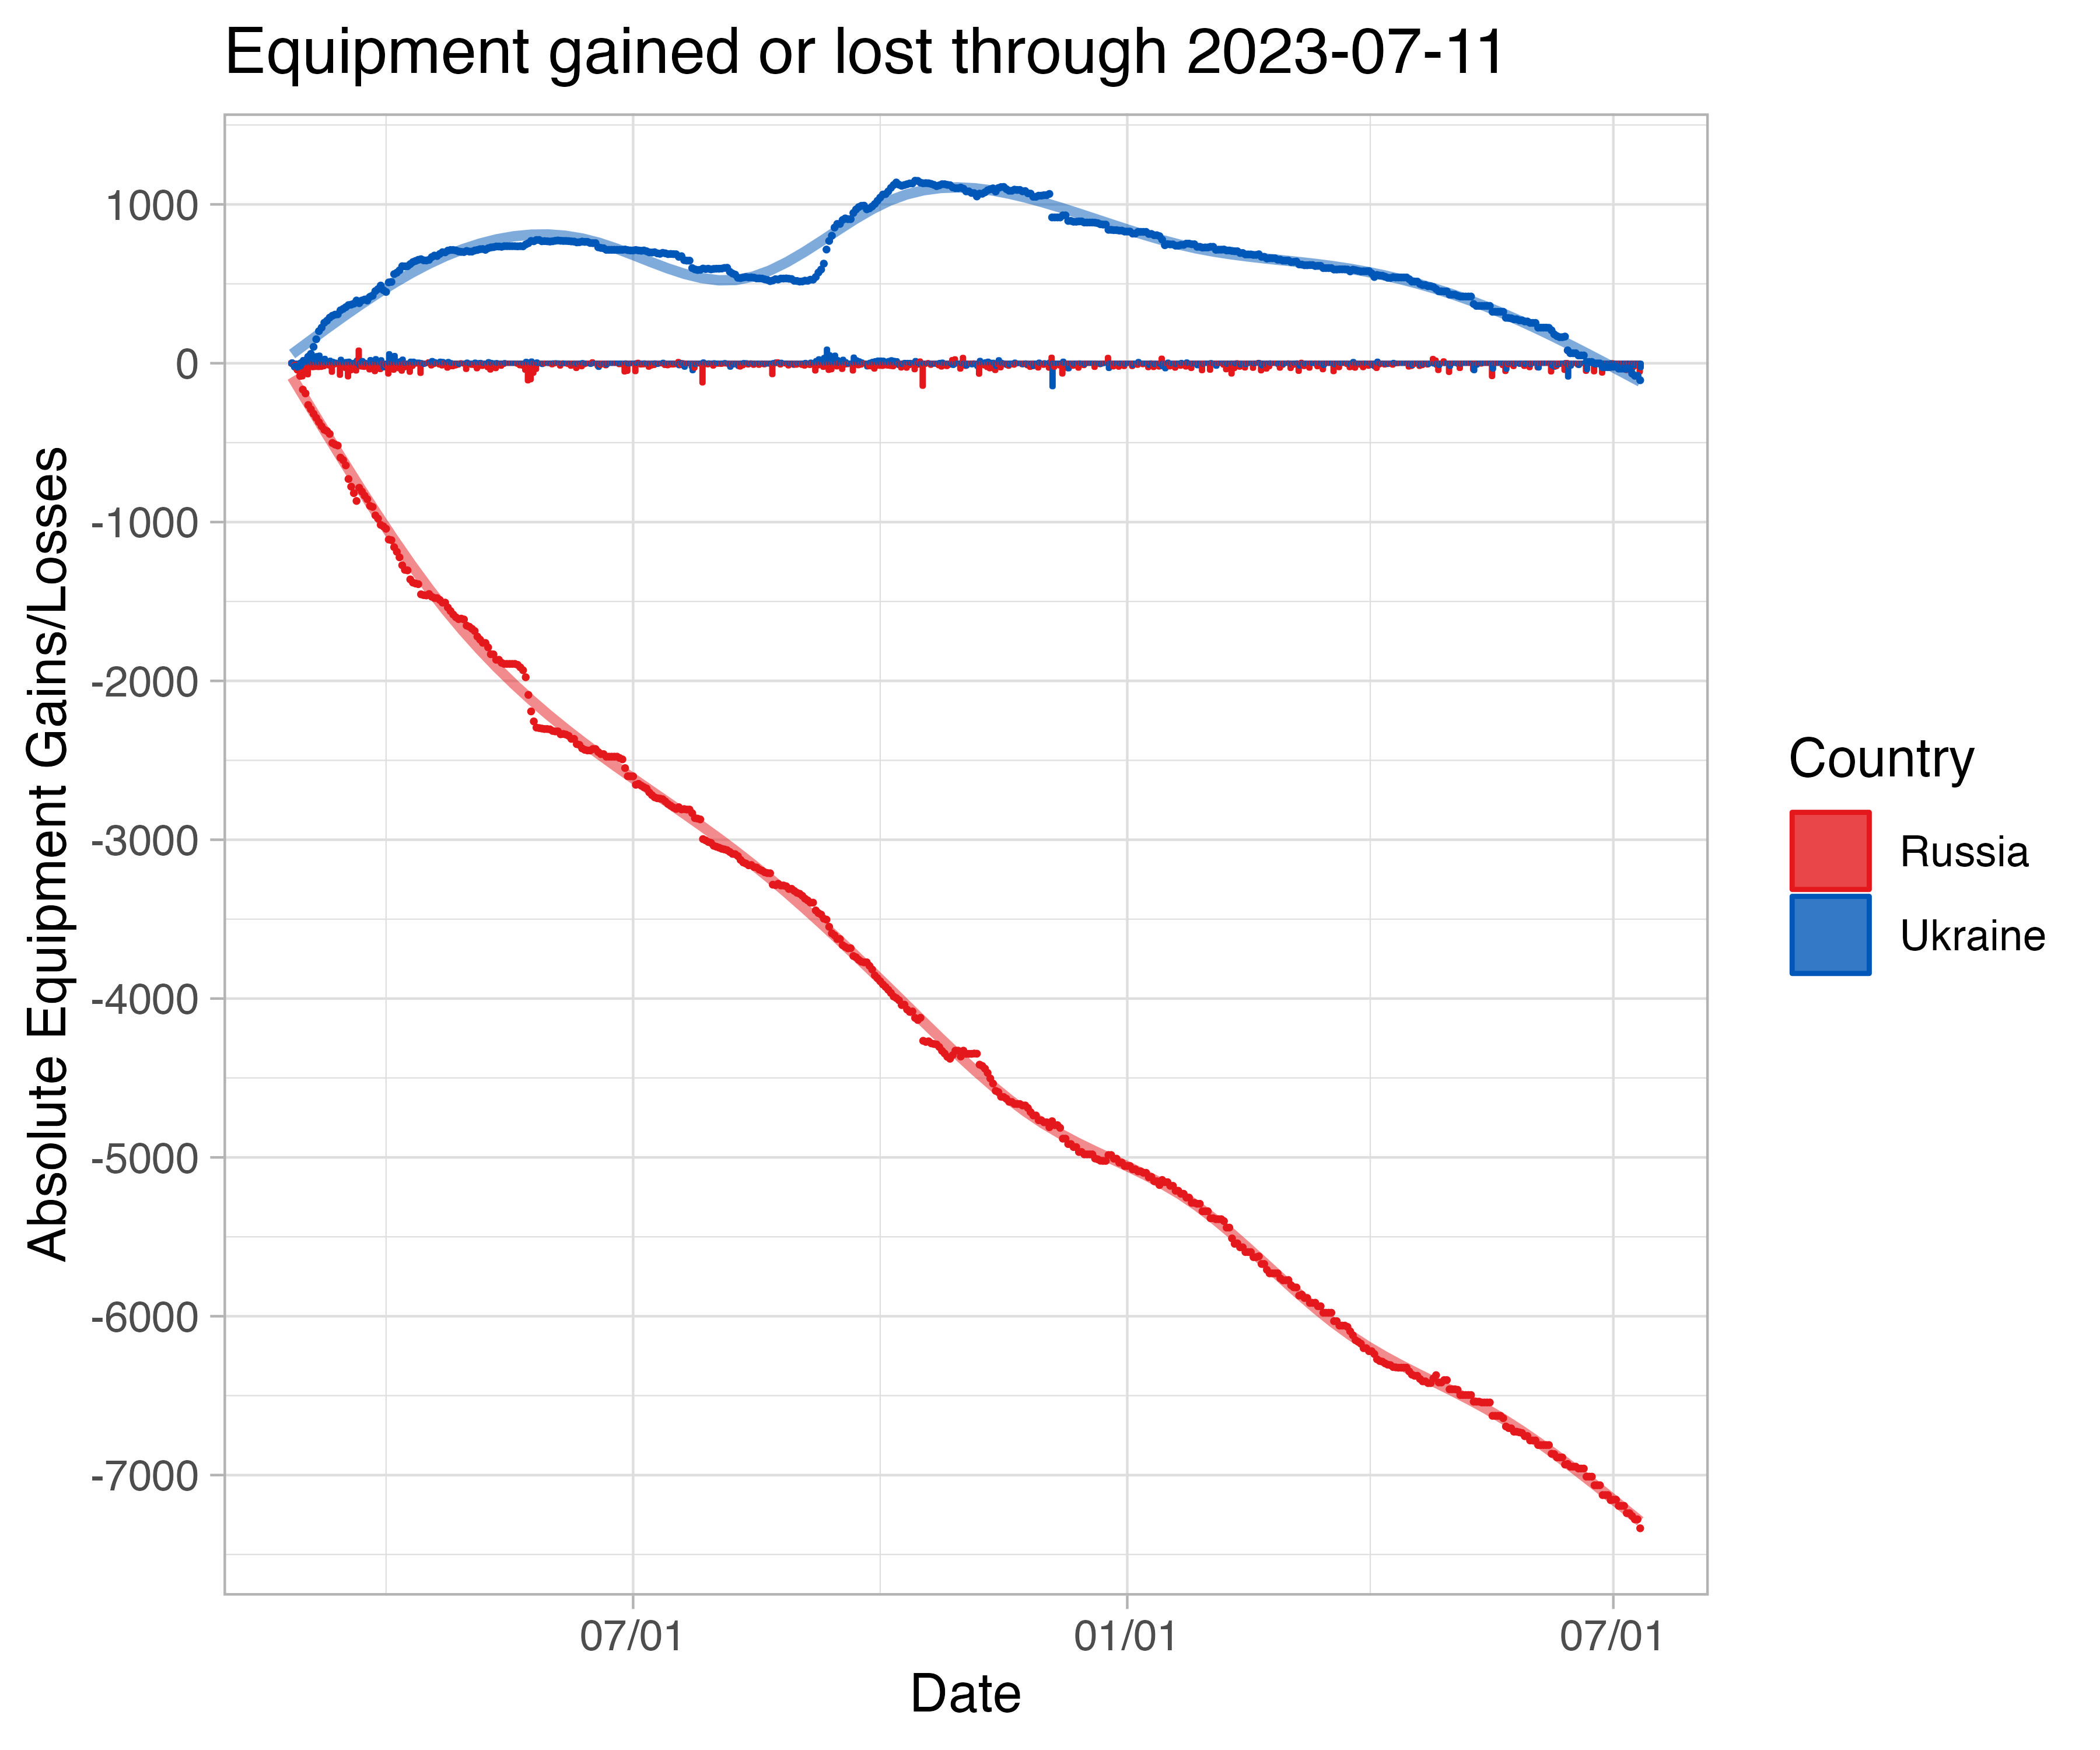 Equipment gained or lost through 2023-07-11
Absolute Equipment Gains/Losses
1000
0
-1000
-2000
-3000
-4000
-5000
-6000
-7000
07/01
01/01
07/01
Date
Country
Russia
Ukraine